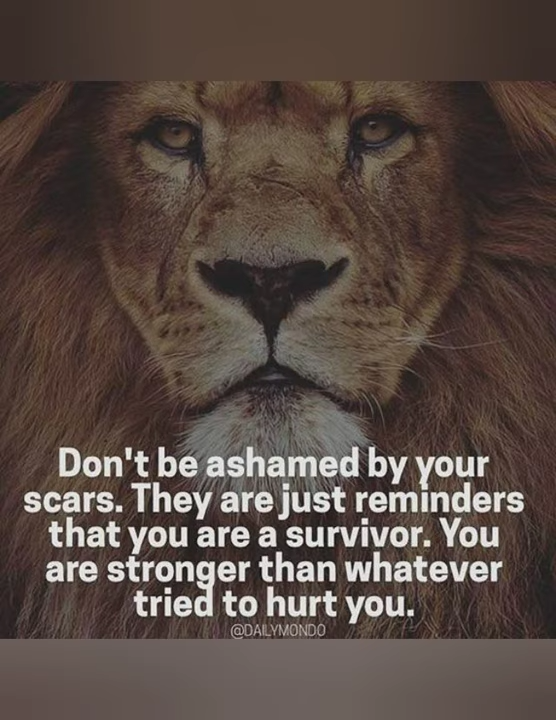 Don't be ashamed by your
scars. They are just reminders
that you are a survivor. You
are stronger than whatever
tried to hurt you.
@DAILYMONDO